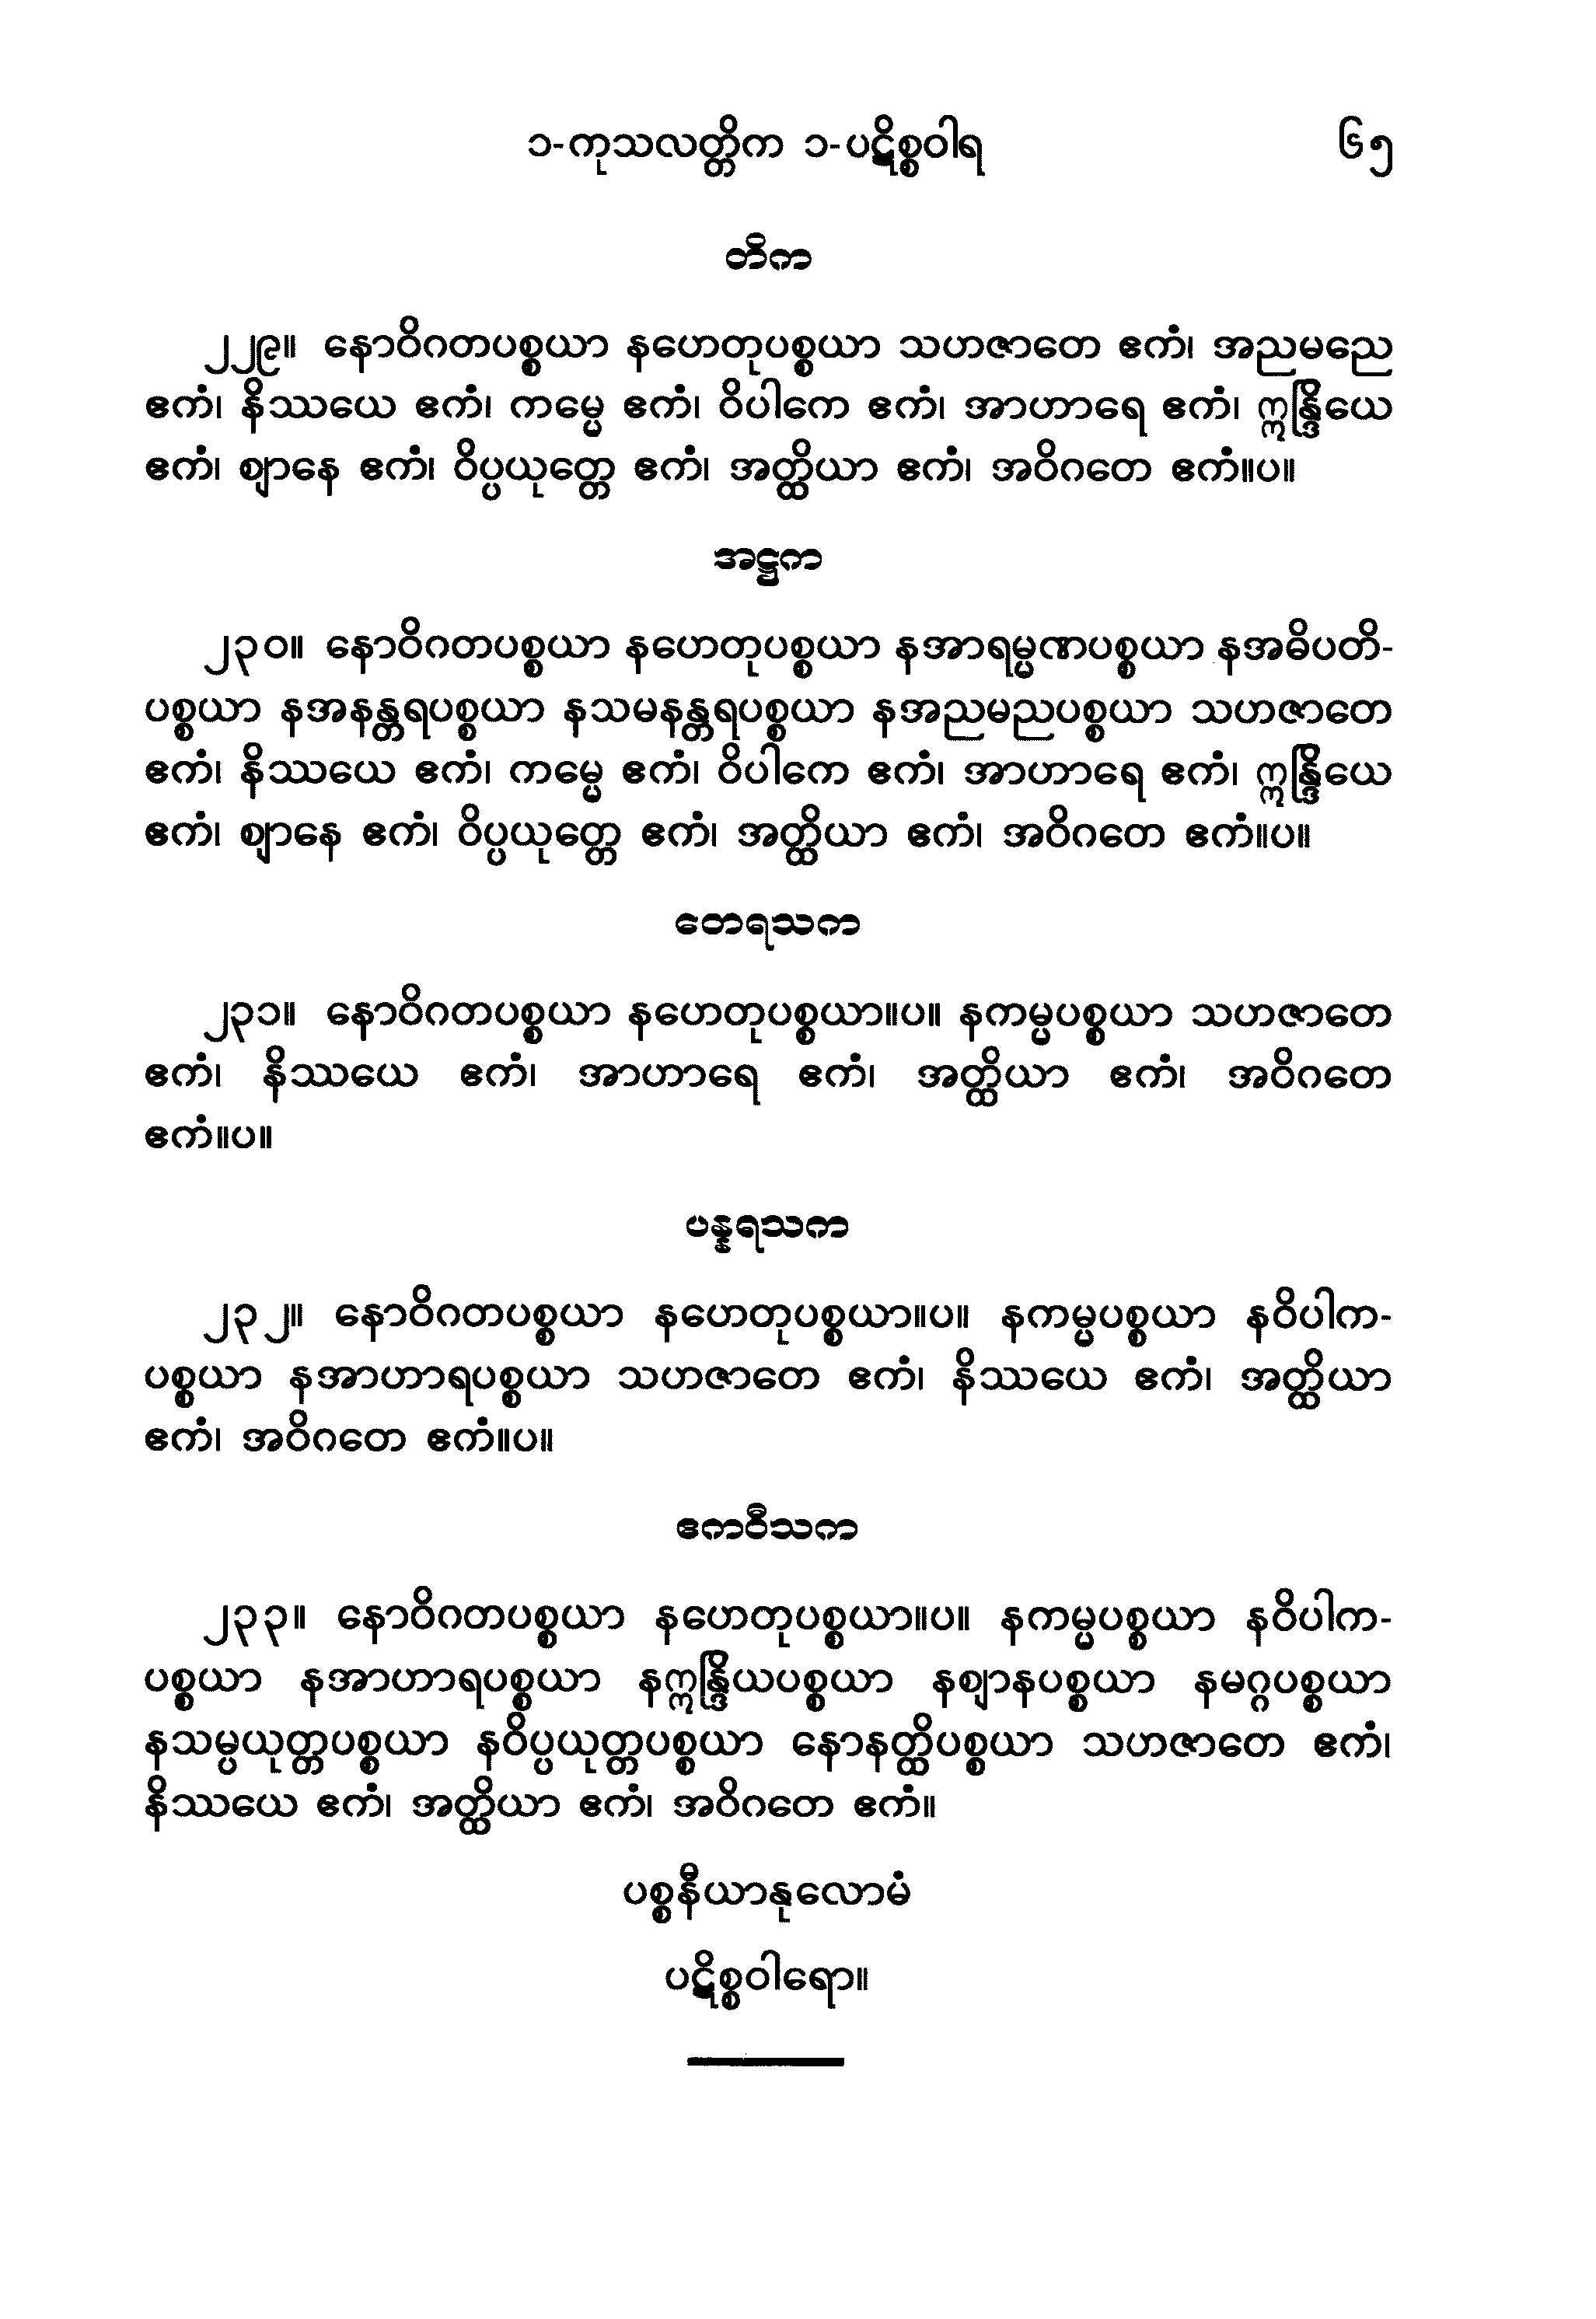 ၁-ကုသလတ္တိက ၁-ပဋိစ္စဝါရ ၆၅
တိက
၂၂၉။ နောဝိဂတပစ္စယာ နဟေတုပစ္စယာ သဟဇာတေ ဧကံ၊ အညမညေ
ဧကံ၊ နိဿယေ ဧကံ၊ ကမ္မေ ဧကံ၊ ဝိပါကေ ဧကံ၊ အာဟာရေ ဧကံ၊ ဣန္ဒြိယေ
ဧကံ၊ ဈာနေ ဧကံ၊ ဝိပ္ပယုတ္တေ ဧကံ၊ အတ္ထိယာ ဧကံ၊ အဝိဂတေ ဧကံ။ပ။
အဋ္ဌက
၂၃၀။ နောဝိဂတပစ္စယာ နဟေတုပစ္စယာ နအာရမ္မဏပစ္စယာ နအဓိပတိ-
ပစ္စယာ နအနန္တရပစ္စယာ နသမနန္တရပစ္စယာ နအညမညပစ္စယာ သဟဇာတေ
ဧကံ၊ နိဿယေ ဧကံ၊ ကမ္မေ ဧကံ၊ ဝိပါကေ ဧကံ၊ အာဟာရေ ဧကံ၊ ဣန္ဒြိယေ
ဧကံ၊ ဈာနေ ဧကံ၊ ဝိပ္ပယုတ္တေ ဧကံ၊ အတ္ထိယာ ဧကံ၊ အဝိဂတေ ဧကံ။ပ။
တေရသက
၂၃၁။ နောဝိဂတပစ္စယာ နဟေတုပစ္စယာ။ပ။ နကမ္မပစ္စယာ သဟဇာတေ
ဧကံ၊ နိဿယေ ဧကံ၊ အာဟာရေ ဧကံ၊ အတ္ထိယာ ဧကံ၊ အဝိဂတေ
ဧကံ။ပ။
ပန္နရသက
၂၃၂။ နောဝိဂတပစ္စယာ နဟေတုပစ္စယာ။ပ။ နကမ္မပစ္စယာ နဝိပါက-
ပစ္စယာ နအာဟာရပစ္စယာ သဟဇာတေ ဧကံ၊ နိဿယေ ဧကံ၊ အတ္ထိယာ
ဧကံ၊ အဝိဂတေ ဧကံ။ပ။
ဧကဝီသက
၂၃၃။ နောဝိဂတပစ္စယာ နဟေတုပစ္စယာ။ပ။ နကမ္မပစ္စယာ နဝိပါက-
ပစ္စယာ နအာဟာရပစ္စယာ နဣန္ဒြိယပစ္စယာ နဈာနပစ္စယာ နမဂ္ဂပစ္စယာ
နသမ္ပယုတ္တပစ္စယာ နဝိပ္ပယုတ္တပစ္စယာ နောနတ္ထိပစ္စယာ သဟဇာတေ ဧကံ၊
နိဿယေ ဧကံ၊ အတ္ထိယာ ဧကံ၊ အဝိဂတေ ဧကံ။
ပစ္စနီယာနုလောမံ
ပဋိစ္စဝါရော။